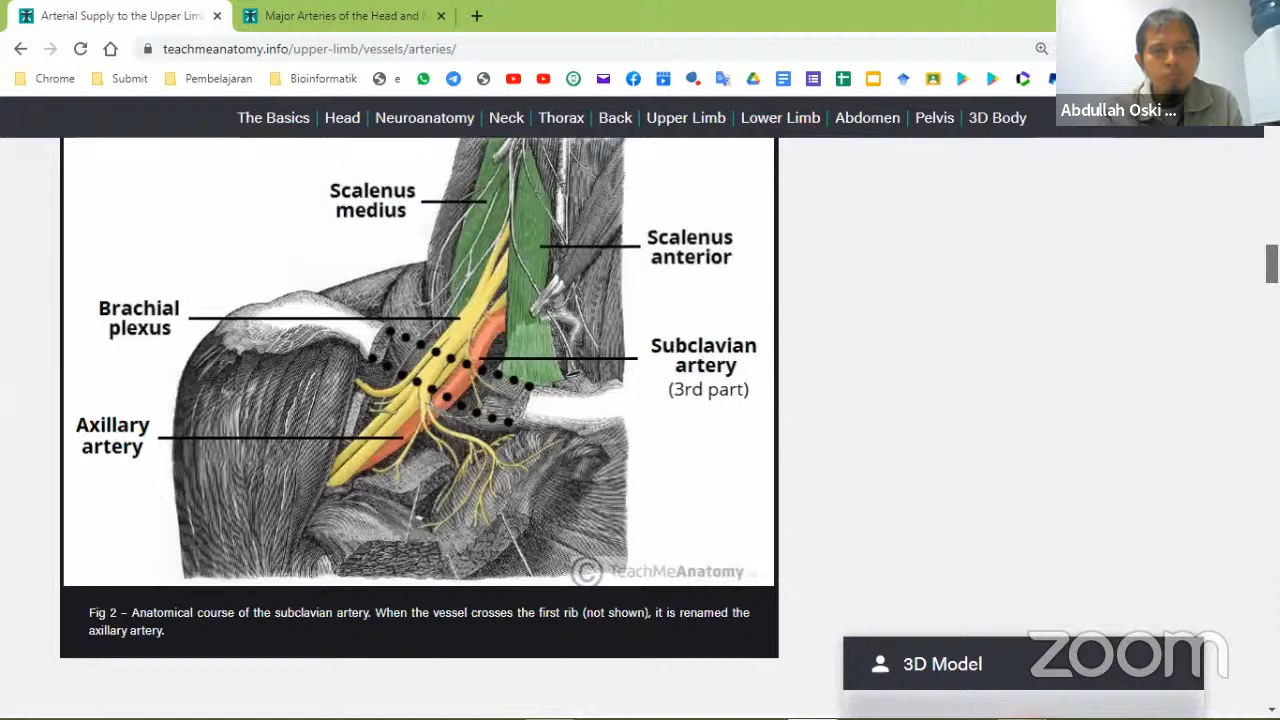 Arterial Supply to the Upper Lim
Major Arteries of the Head and N
teachmeanatomy.info/upper-limb/vessels/arteries/
Chrome
Submit
Pembelajaran
Bioinformatik
e
Abdullah Oski ...
The Basics | Head | Neuroanatomy | Neck | Thorax | Back | Upper Limb | Lower Limb | Abdomen | Pelvis | 3D Body
Scalenus
medius
Scalenus
anterior
Brachial
plexus
Subclavian
artery
(3rd part)
Axillary
artery
© TeachMeAnatomy
Fig 2 – Anatomical course of the subclavian artery. When the vessel crosses the first rib (not shown), it is renamed the
axillary artery.
3D Model
zoom